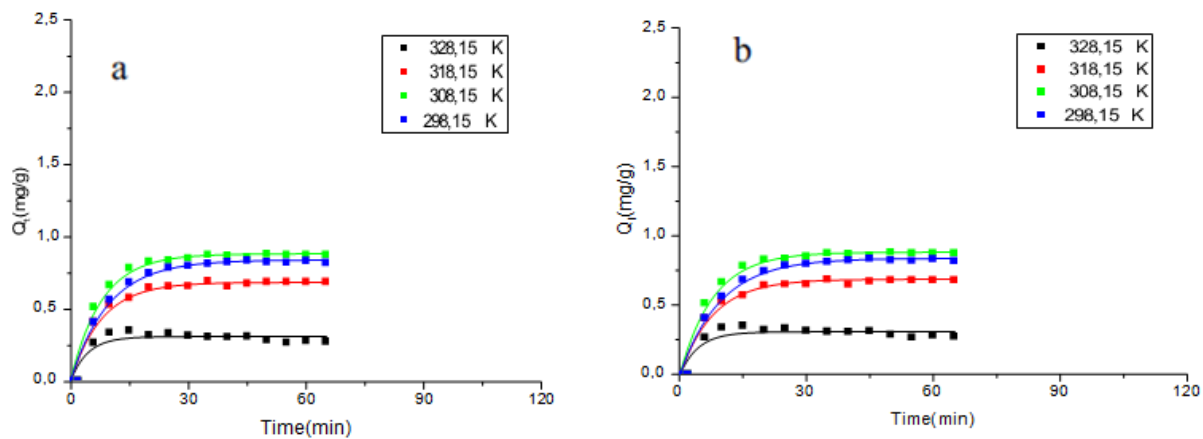 a
328,15 K
318,15 K
308,15 K
298,15 K
2,5
2,0
1,5
1,0
0,5
0,0
Qt(mg/g)
0 30 60 90 120
Time(min)
b
328,15 K
318,15 K
308,15 K
298,15 K
2,5
2,0
1,5
1,0
0,5
0,0
Qt(mg/g)
0 30 60 90 120
Time(min)